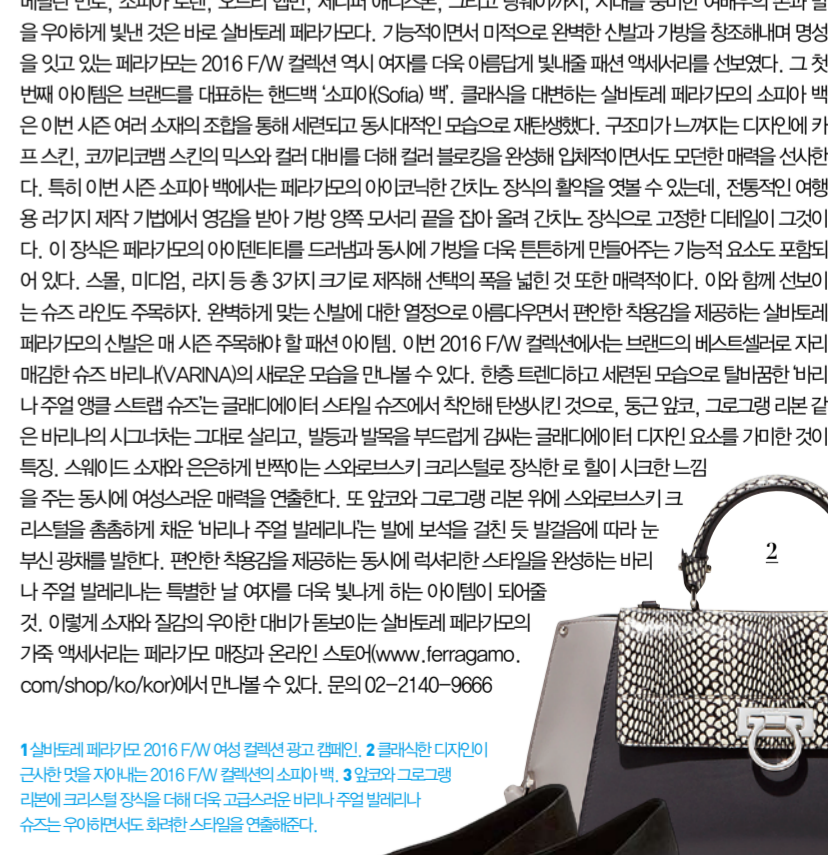 을 우아하게 빛낸 것은 바로 살바토레 페라가모다. 기능적이면서 미적으로 완벽한 신발과 가방을 창조해내며 명성
을 잇고 있는 페라가모는 2016 F/W 컬렉션 역시 여자를 더욱 아름답게 빛내줄 패션 액세서리를 선보였다. 그 첫
번째 아이템은 브랜드를 대표하는 핸드백 ‘소피아(Sofia) 백’. 클래식을 대변하는 살바토레 페라가모의 소피아 백
은 이번 시즌 여러 소재의 조합을 통해 세련되고 동시대적인 모습으로 재탄생했다. 구조미가 느껴지는 디자인에 카
프 스킨, 코끼리코뱀 스킨의 믹스와 컬러 대비를 더해 컬러 블로킹을 완성해 입체적이면서도 모던한 매력을 선사한
다. 특히 이번 시즌 소피아 백에서는 페라가모의 아이코닉한 간치노 장식의 활약을 엿볼 수 있는데, 전통적인 여행
용 러기지 제작 기법에서 영감을 받아 가방 양쪽 모서리 끝을 잡아 올려 간치노 장식으로 고정한 디테일이 그것이
다. 이 장식은 페라가모의 아이덴티티를 드러냄과 동시에 가방을 더욱 튼튼하게 만들어주는 기능적 요소도 포함되
어 있다. 스몰, 미디엄, 라지 등 총 3가지 크기로 제작해 선택의 폭을 넓힌 것 또한 매력적이다. 이와 함께 선보이
는 슈즈 라인도 주목하자. 완벽하게 맞는 신발에 대한 열정으로 아름다우면서 편안한 착용감을 제공하는 살바토레
페라가모의 신발은 매 시즌 주목해야 할 패션 아이템. 이번 2016 F/W 컬렉션에서는 브랜드의 베스트셀러로 자리
매김한 슈즈 바리나(VARINA)의 새로운 모습을 만나볼 수 있다. 한층 트렌디하고 세련된 모습으로 탈바꿈한 ‘바리
나 주얼 앵클 스트랩 슈즈’는 글래디에이터 스타일 슈즈에서 착안해 탄생시킨 것으로, 둥근 앞코, 그로그랭 리본 같
은 바리나의 시그너처는 그대로 살리고, 발등과 발목을 부드럽게 감싸는 글래디에이터 디자인 요소를 가미한 것이
특징. 스웨이드 소재와 은은하게 반짝이는 스와로브스키 크리스털로 장식한 로 힐이 시크한 느낌
을 주는 동시에 여성스러운 매력을 연출한다. 또 앞코와 그로그랭 리본 위에 스와로브스키 크
리스털을 촘촘하게 채운 ‘바리나 주얼 발레리나’는 발에 보석을 걸친 듯 발걸음에 따라 눈
부신 광채를 발한다. 편안한 착용감을 제공하는 동시에 럭셔리한 스타일을 완성하는 바리
나 주얼 발레리나는 특별한 날 여자를 더욱 빛나게 하는 아이템이 되어줄
것. 이렇게 소재와 질감의 우아한 대비가 돋보이는 살바토레 페라가모의
가죽 액세서리는 페라가모 매장과 온라인 스토어(www.ferragamo.
com/shop/ko/kor)에서 만나볼 수 있다. 문의 02-2140-9666
2
1 살바토레 페라가모 2016 F/W 여성 컬렉션 광고 캠페인. 2 클래식한 디자인이
근사한 멋을 자아내는 2016 F/W 컬렉션의 소피아 백. 3 앞코와 그로그랭
리본에 크리스털 장식을 더해 더욱 고급스러운 바리나 주얼 발레리나
슈즈는 우아하면서도 화려한 스타일을 연출해준다.